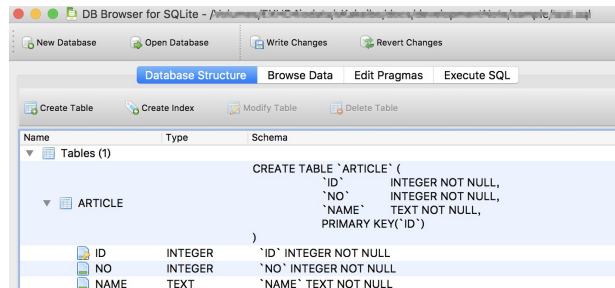 DB Browser for SQLite - /
New Database Open Database Write Changes Revert Changes
Database Structure Browse Data Edit Pragmas Execute SQL
Create Table Create Index Modify Table Delete Table
Name Type Schema
Tables (1)
CREATE TABLE `ARTICLE` (
`ID` INTEGER NOT NULL,
`NO` INTEGER NOT NULL,
ARTICLE
`NAME` TEXT NOT NULL,
PRIMARY KEY(`ID`)
)
ID INTEGER `ID` INTEGER NOT NULL
NO INTEGER `NO` INTEGER NOT NULL
NAME TEXT `NAME` TEXT NOT NULL